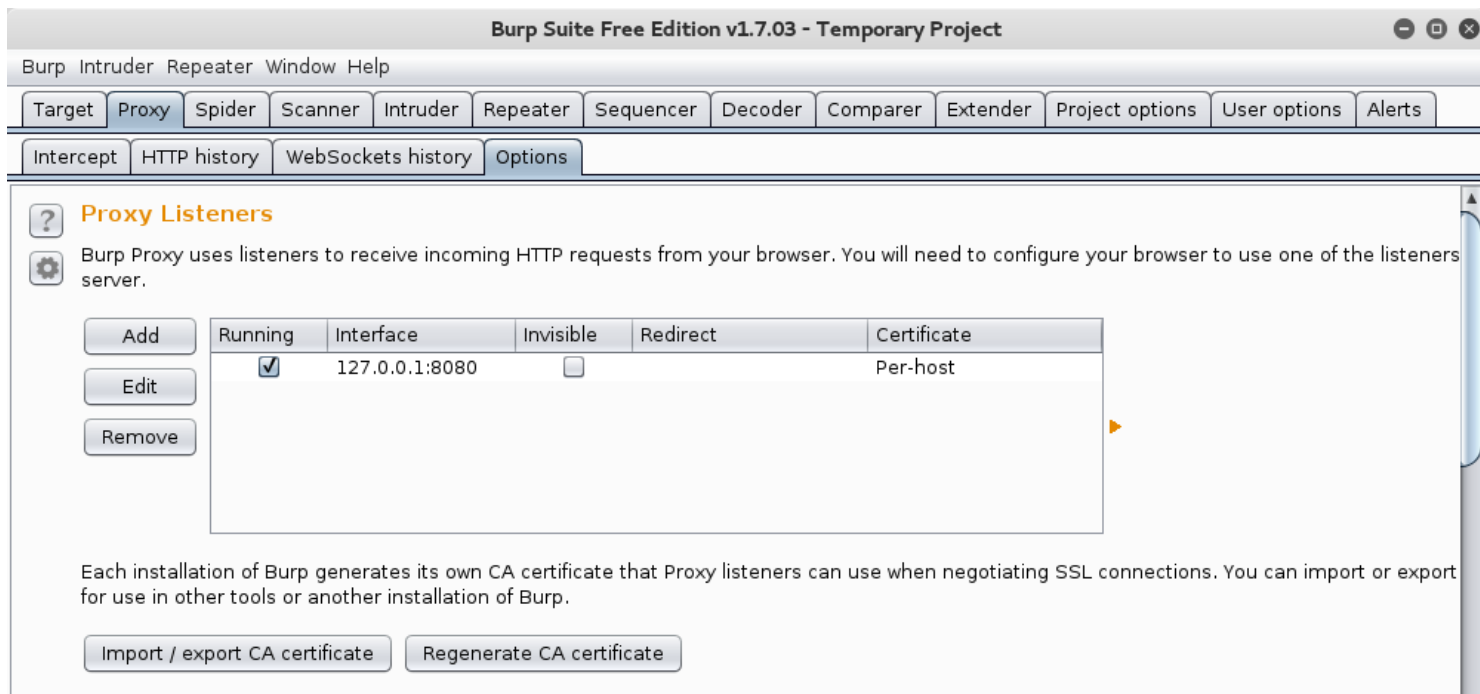 Burp Suite Free Edition v1.7.03 - Temporary Project
Burp Intruder Repeater Window Help
Target Proxy Spider Scanner Intruder Repeater Sequencer Decoder Comparer Extender Project options User options Alerts
Intercept HTTP history WebSockets history Options
? Proxy Listeners
Burp Proxy uses listeners to receive incoming HTTP requests from your browser. You will need to configure your browser to use one of the listeners
server.
Add Running Interface Invisible Redirect Certificate
127.0.0.1:8080 Per-host
Edit
Remove
Each installation of Burp generates its own CA certificate that Proxy listeners can use when negotiating SSL connections. You can import or export
for use in other tools or another installation of Burp.
Import / export CA certificate Regenerate CA certificate